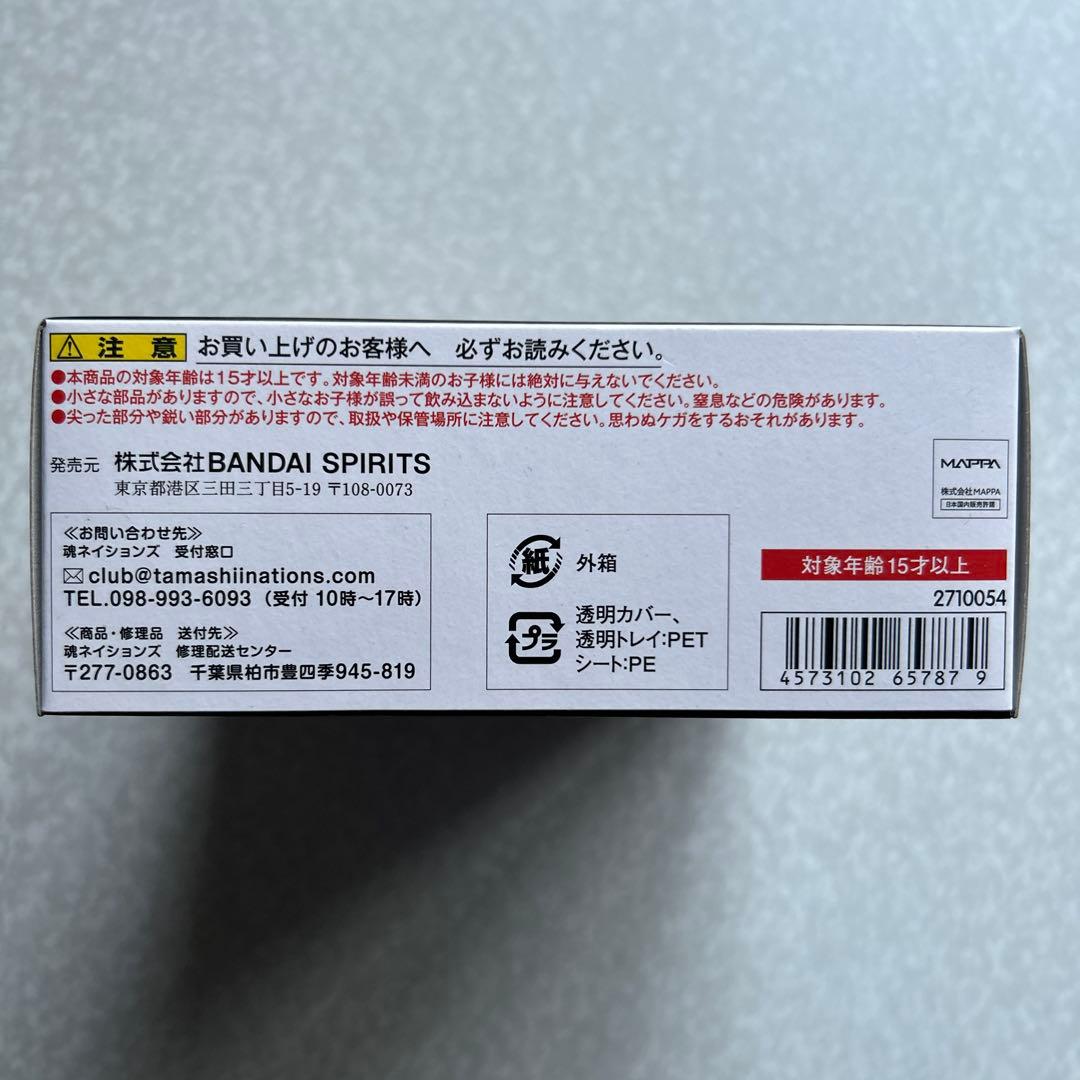 ⚠ 注意 お買い上げのお客様へ 必ずお読みください。
●本商品の対象年齢は15才以上です。対象年齢未満のお子様には絶対に与えないでください。
●小さな部品がありますので、小さなお子様が誤って飲み込まないように注意してください。窒息などの危険があります。
●尖った部分や鋭い部分がありますので、取扱や保管場所に注意してください。思わぬケガをするおそれがあります。
発売元 株式会社BANDAI SPIRITS
東京都港区三田三丁目5-19 〒108-0073
≪お問い合わせ先≫
魂ネイションズ 受付窓口
club@tamashiinations.com
TEL.098-993-6093（受付 10時〜17時）
≪商品・修理品 送付先≫
魂ネイションズ 修理配送センター
〒277-0863 千葉県柏市豊四季945-819
紙 外箱
プラ 透明カバー、
透明トレイ:PET
シート:PE
MAPPA
株式会社MAPPA
日本国内販売許諾
対象年齢15才以上
2710054
4573102 65787 9